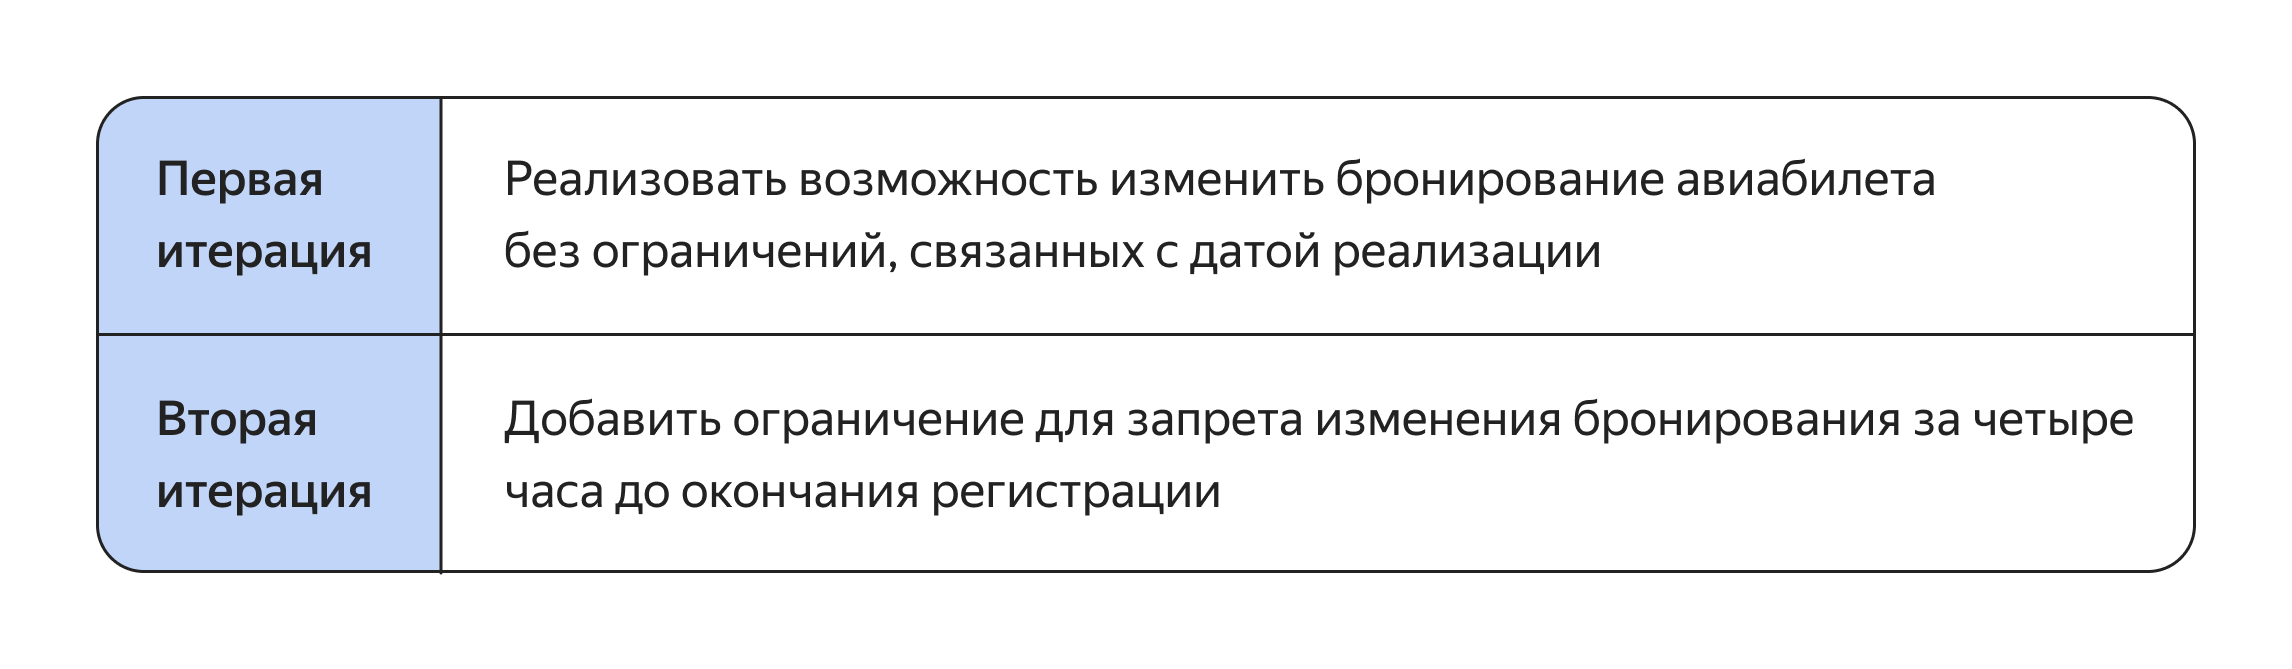 Первая
итерация
Реализовать возможность изменить бронирование авиабилета
без ограничений, связанных с датой реализации
Вторая
итерация
Добавить ограничение для запрета изменения бронирования за четыре
часа до окончания регистрации